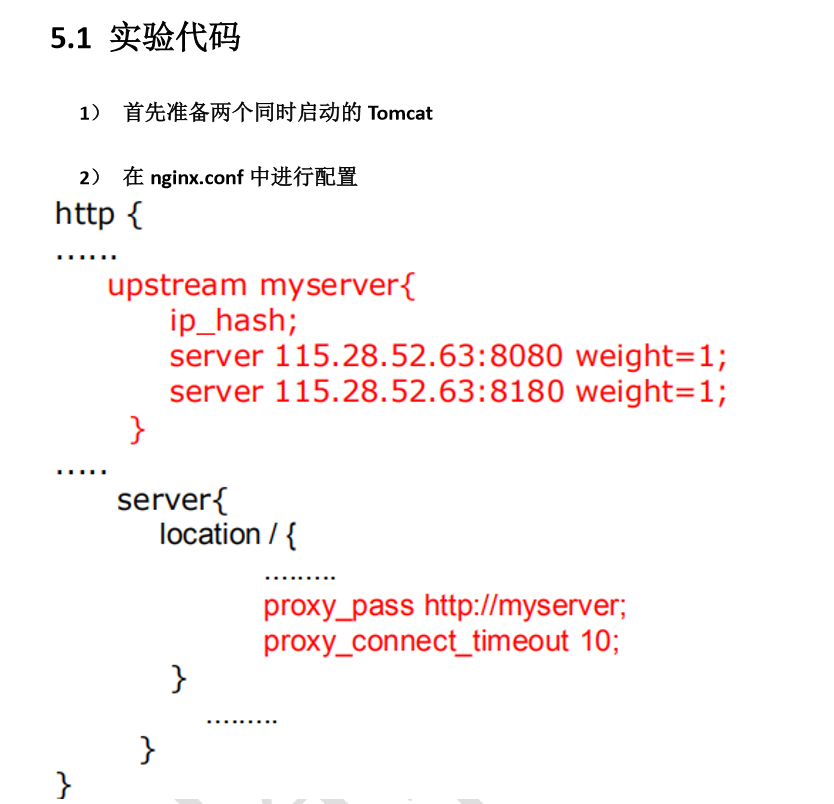 5.1 实验代码
1） 首先准备两个同时启动的 Tomcat
2） 在 nginx.conf 中进行配置
http {
······
upstream myserver{
ip_hash;
server 115.28.52.63:8080 weight=1;
server 115.28.52.63:8180 weight=1;
}
·····
server{
location / {
·········
proxy_pass http://myserver;
proxy_connect_timeout 10;
}
·········
}
}